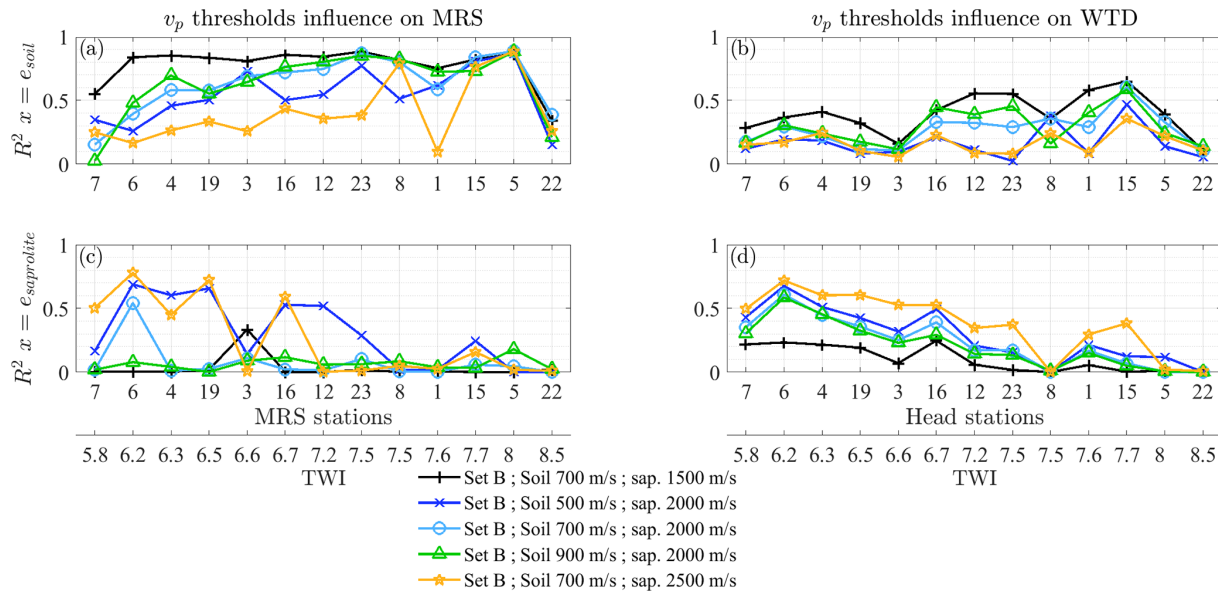 v_p thresholds influence on MRS
v_p thresholds influence on WTD
R² x = e_soil
(a)
1
0.5
0
7 6 4 19 3 16 12 23 8 1 15 5 22
(b)
1
0.5
0
7 6 4 19 3 16 12 23 8 1 15 5 22
R² x = e_saprolite
(c)
1
0.5
0
7 6 4 19 3 16 12 23 8 1 15 5 22
MRS stations
(d)
1
0.5
0
7 6 4 19 3 16 12 23 8 1 15 5 22
Head stations
5.8 6.2 6.3 6.5 6.6 6.7 7.2 7.5 7.5 7.6 7.7 8 8.5
TWI
5.8 6.2 6.3 6.5 6.6 6.7 7.2 7.5 7.5 7.6 7.7 8 8.5
TWI
Set B ; Soil 700 m/s ; sap. 1500 m/s
Set B ; Soil 500 m/s ; sap. 2000 m/s
Set B ; Soil 700 m/s ; sap. 2000 m/s
Set B ; Soil 900 m/s ; sap. 2000 m/s
Set B ; Soil 700 m/s ; sap. 2500 m/s